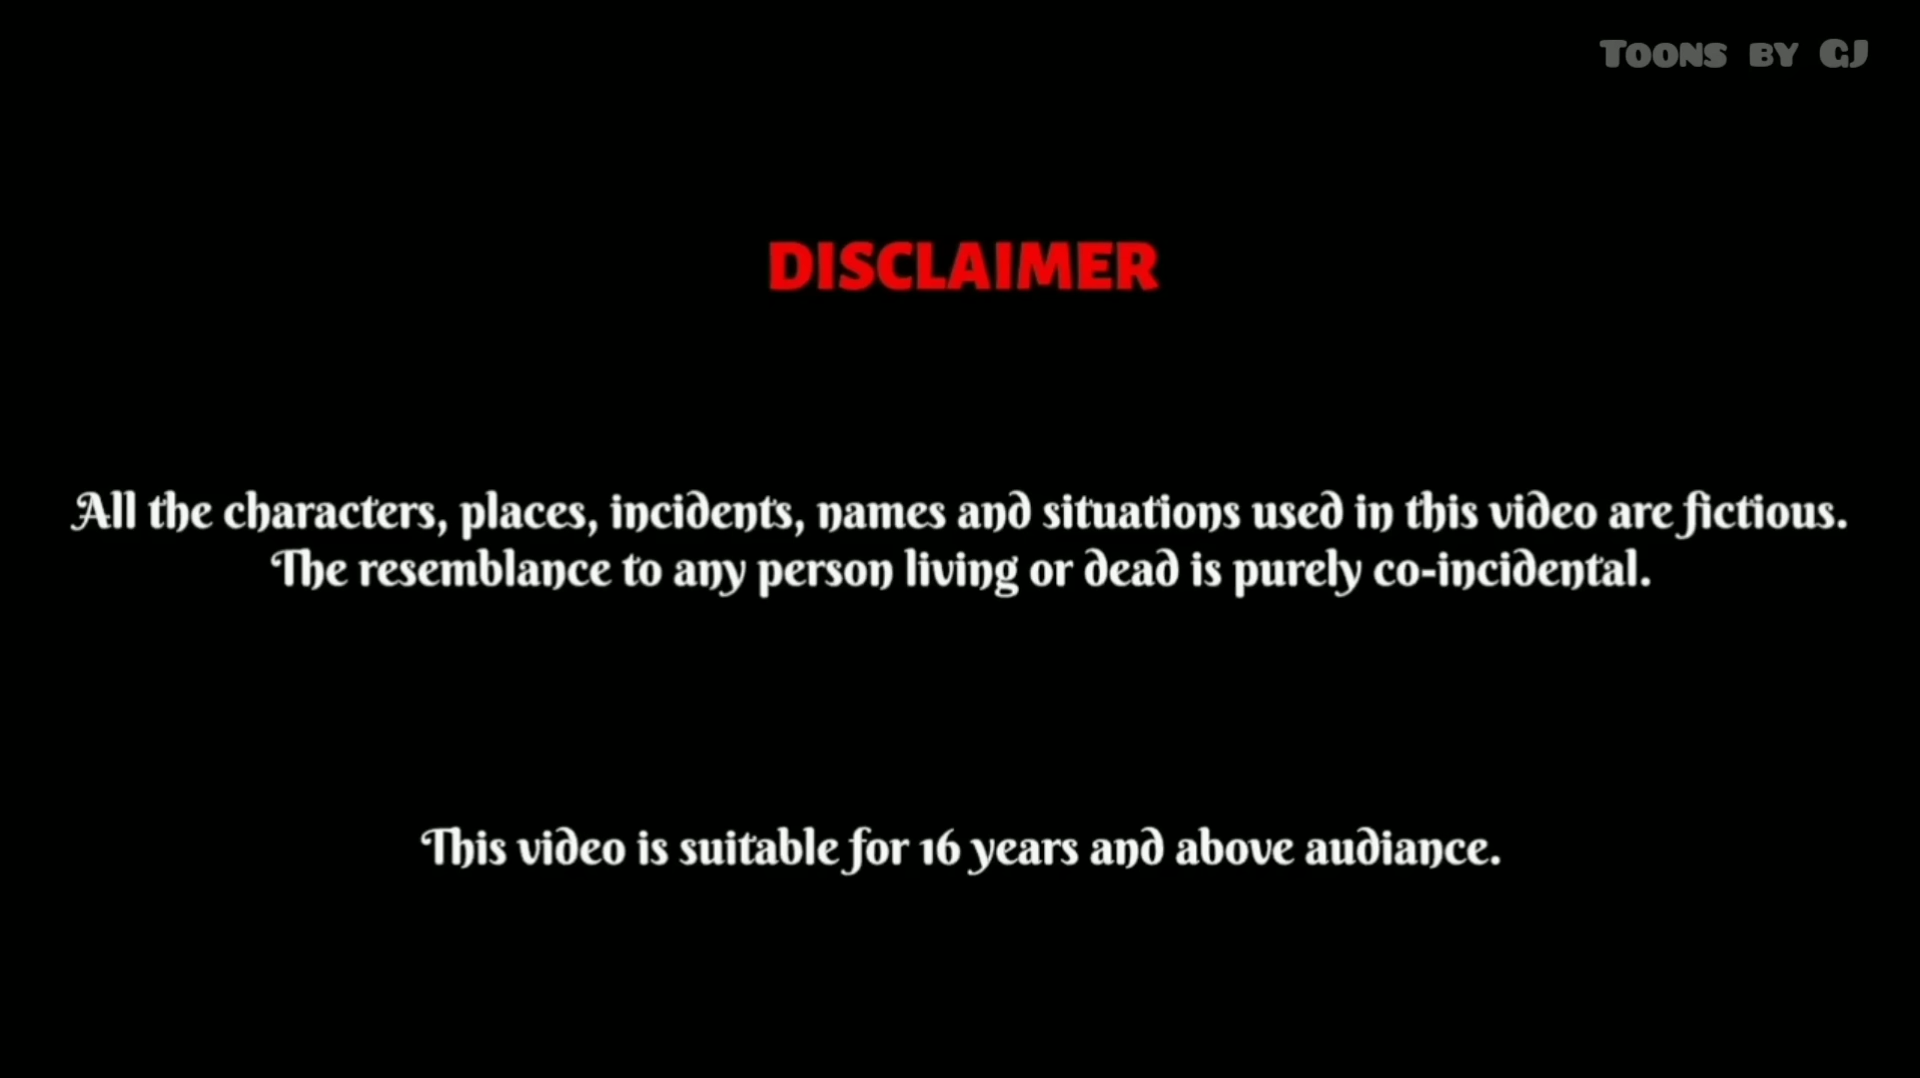 Toons by GJ
DISCLAIMER
All the characters, places, incidents, names and situations used in this video are fictious.
The resemblance to any person living or dead is purely co-incidental.
This video is suitable for 16 years and above audiance.